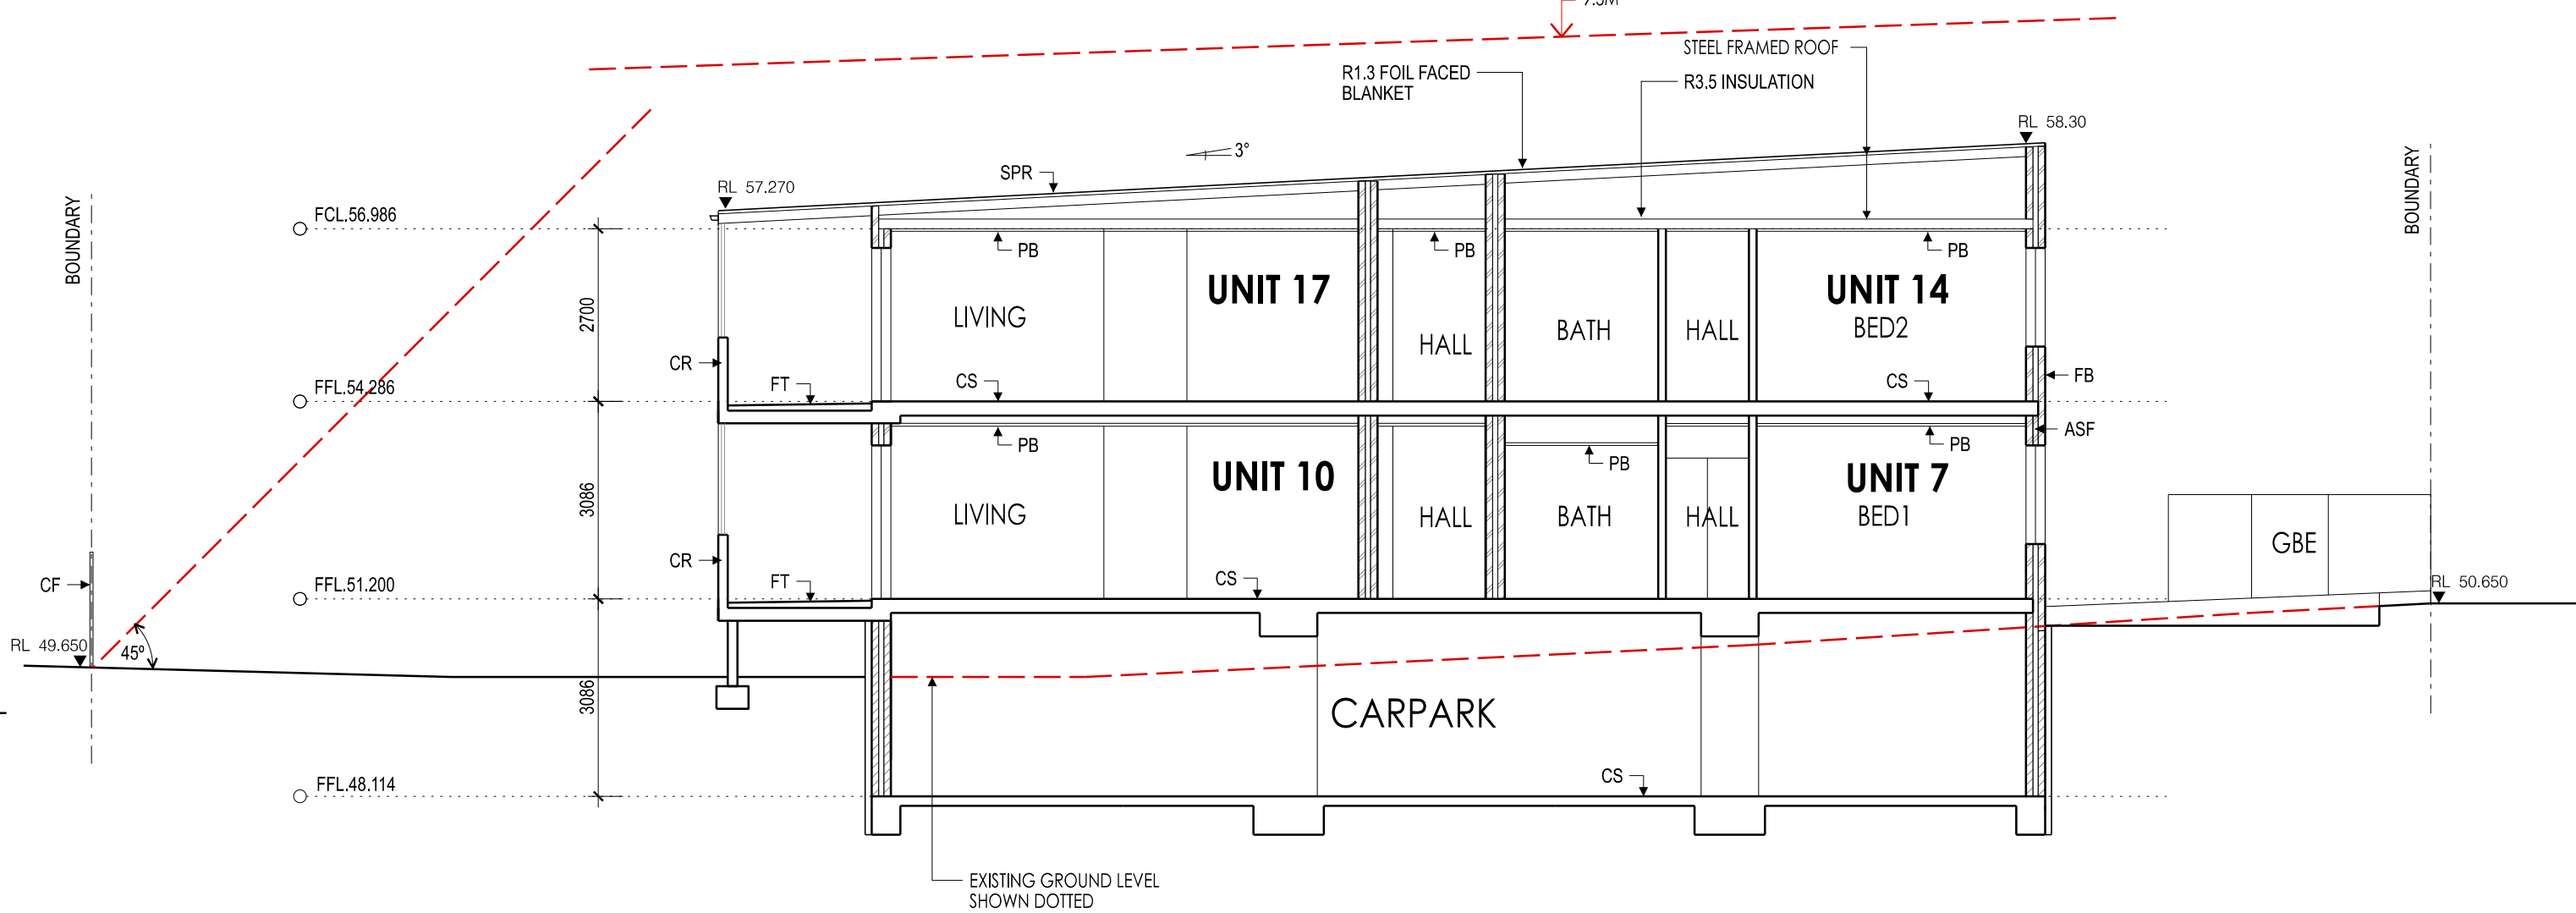 9.5M
STEEL FRAMED ROOF
R1.3 FOIL FACED
BLANKET
R3.5 INSULATION
RL 58.30
3°
SPR
RL 57.270
BOUNDARY
BOUNDARY
FCL.56.986
PB
PB
PB
UNIT 17
UNIT 14
2700
LIVING
HALL
BATH
HALL
BED2
CR
FT
CS
CS
FB
FFL.54.286
PB
PB
PB
ASF
UNIT 10
UNIT 7
3086
LIVING
HALL
BATH
HALL
BED1
GBE
CR
CF
FT
CS
FFL.51.200
RL 50.650
RL 49.650
45°
3086
CARPARK
CS
FFL.48.114
EXISTING GROUND LEVEL
SHOWN DOTTED